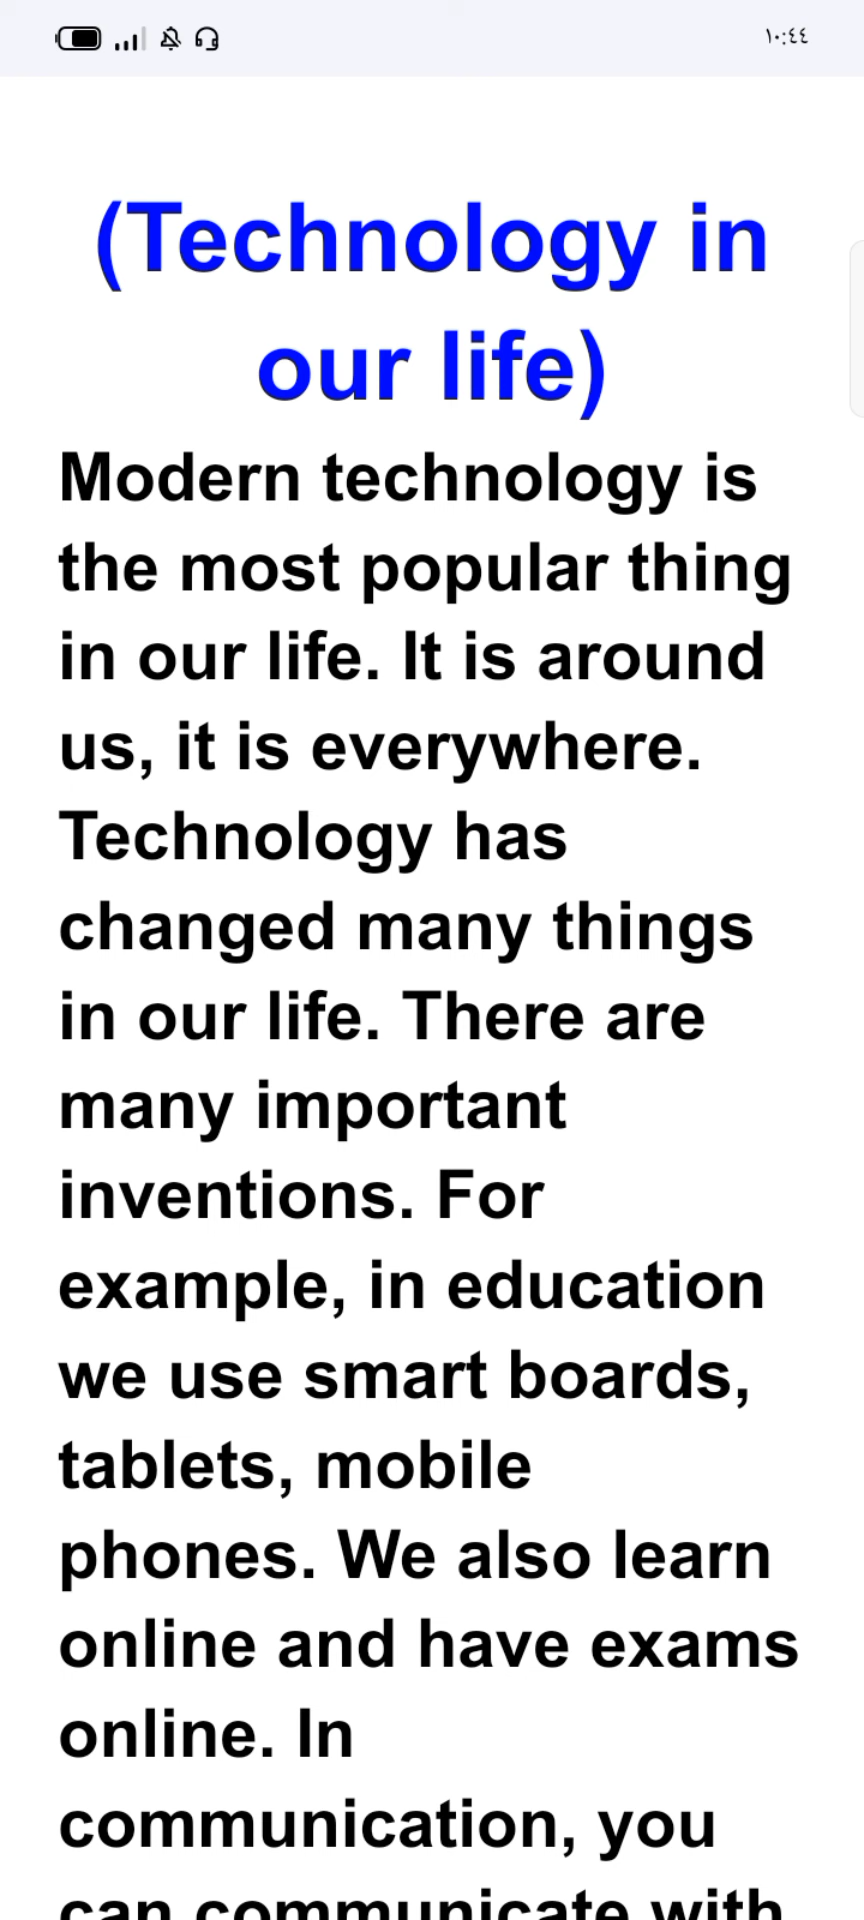 ١٠:٤٤
(Technology in
our life)
Modern technology is
the most popular thing
in our life. It is around
us, it is everywhere.
Technology has
changed many things
in our life. There are
many important
inventions. For
example, in education
we use smart boards,
tablets, mobile
phones. We also learn
online and have exams
online. In
communication, you
can communicate with